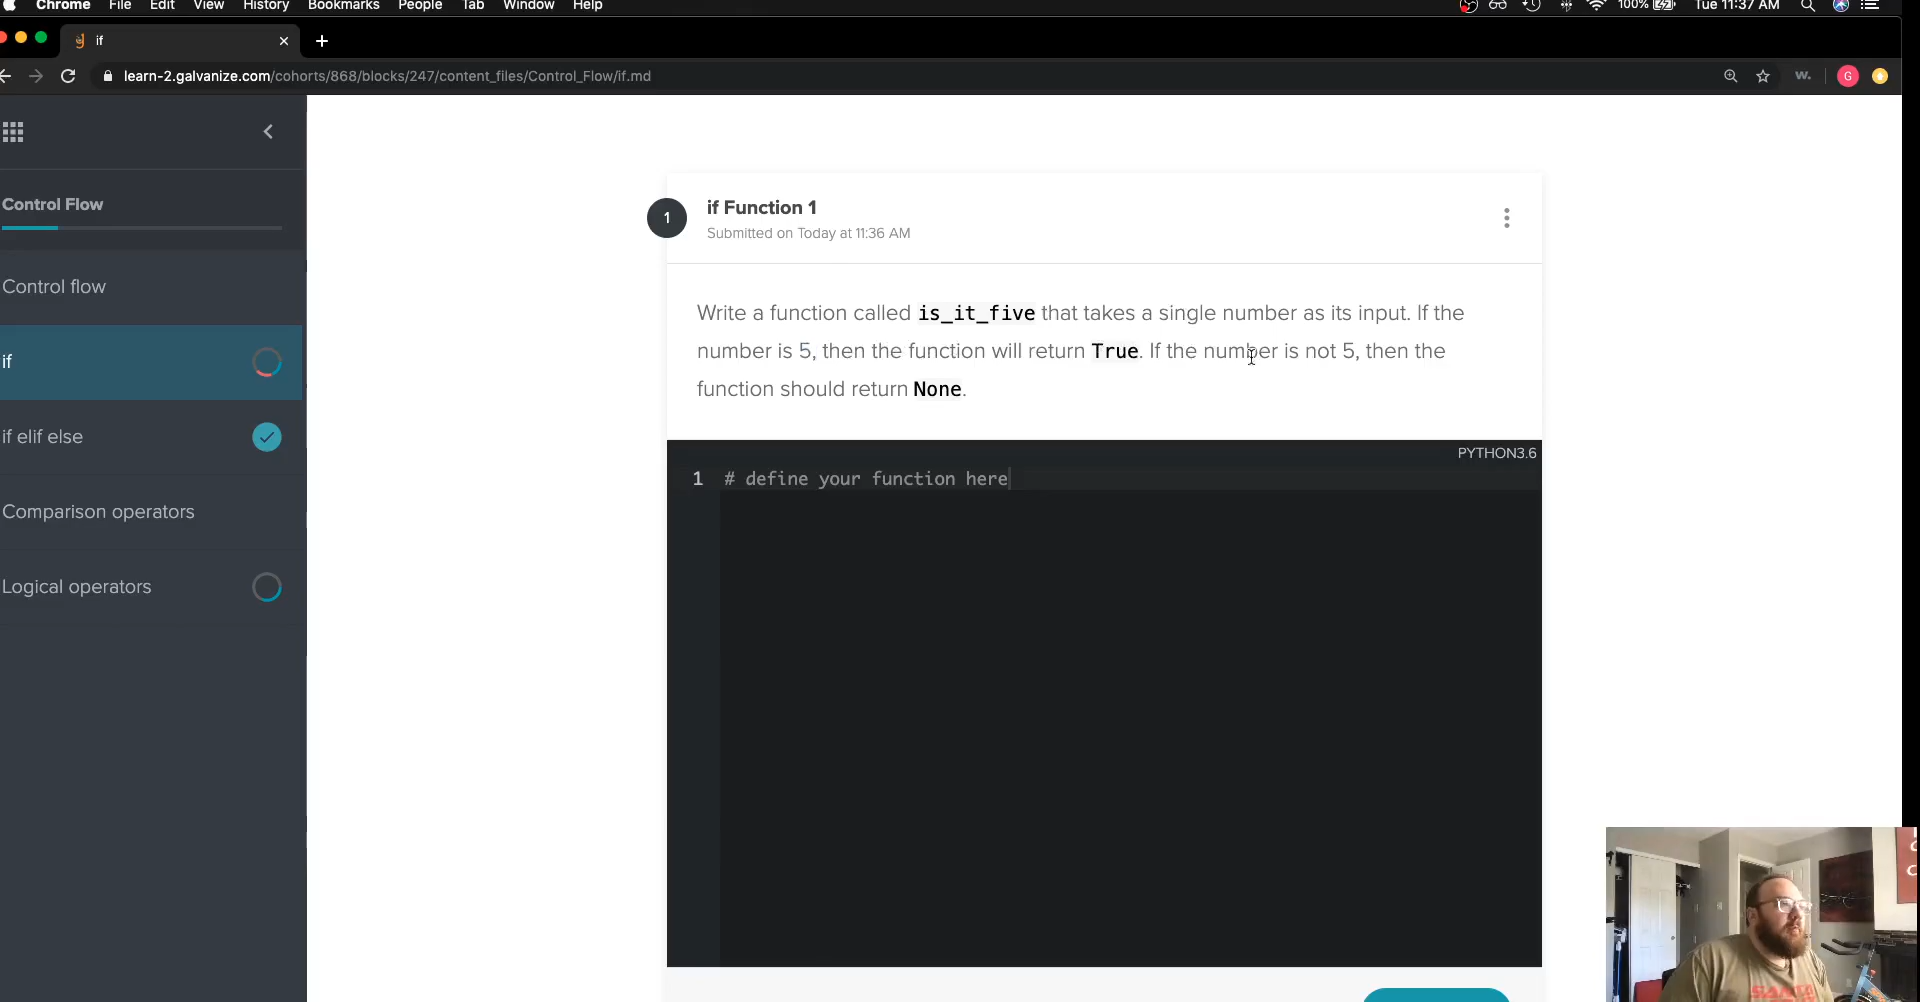 Chrome File Edit View History Bookmarks People Tab Window Help 100% Tue 11:37 AM
if
learn-2.galvanize.com/cohorts/868/blocks/247/content_files/Control_Flow/if.md
w. G
Control Flow
Control flow
if
if elif else
Comparison operators
Logical operators
1
if Function 1
Submitted on Today at 11:36 AM
Write a function called is_it_five that takes a single number as its input. If the
number is 5, then the function will return True. If the number is not 5, then the
function should return None.
PYTHON3.6
1 # define your function here